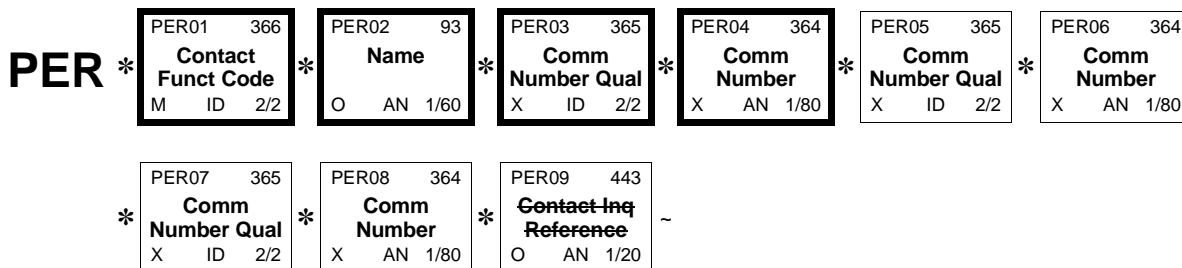 PER * PER01 366 * PER02 93 * PER03 365 * PER04 364 * PER05 365 * PER06 364
Contact Name Comm Comm Comm Comm
Funct Code Number Qual Number Number Qual Number
M ID 2/2 O AN 1/60 X ID 2/2 X AN 1/80 X ID 2/2 X AN 1/80
* PER07 365 * PER08 364 * PER09 443 ~
Comm Comm Contact Inq
Number Qual Number Reference
X ID 2/2 X AN 1/80 O AN 1/20